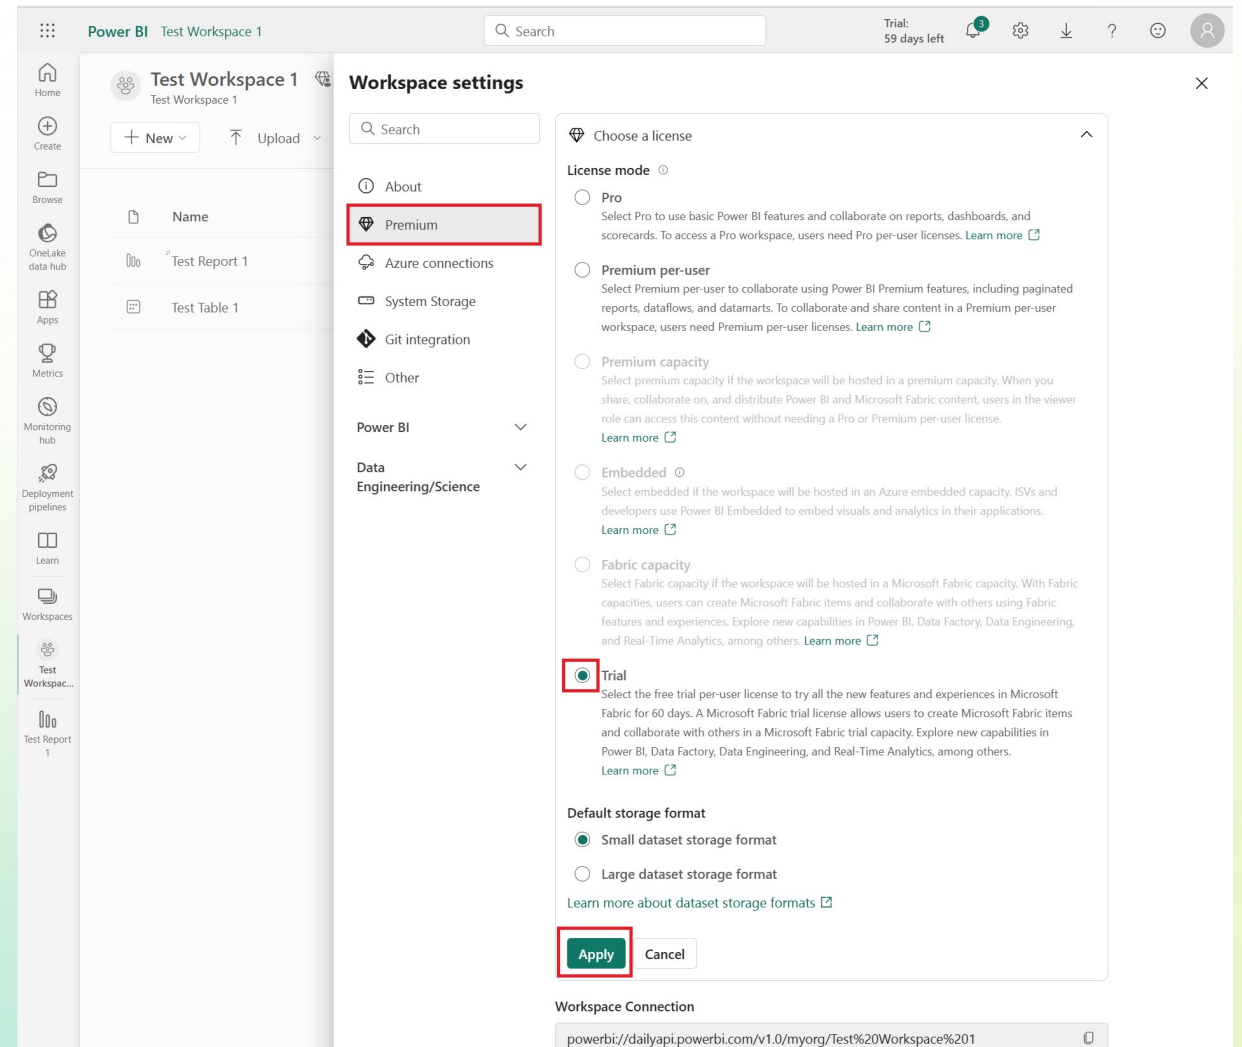 Power BI Test Workspace 1
Search
Trial:
59 days left
3
?
Home
Create
Browse
OneLake
data hub
Apps
Metrics
Monitoring
hub
Deployment
pipelines
Learn
Workspaces
Test
Workspac...
Test Report
1
Test Workspace 1
Test Workspace 1
New
Upload
Name
Test Report 1
Test Table 1
Workspace settings
Search
About
Premium
Azure connections
System Storage
Git integration
Other
Power BI
Data
Engineering/Science
Choose a license
License mode
Pro
Select Pro to use basic Power BI features and collaborate on reports, dashboards, and
scorecards. To access a Pro workspace, users need Pro per-user licenses. Learn more
Premium per-user
Select Premium per-user to collaborate using Power BI Premium features, including paginated
reports, dataflows, and datamarts. To collaborate and share content in a Premium per-user
workspace, users need Premium per-user licenses. Learn more
Premium capacity
Select premium capacity if the workspace will be hosted in a premium capacity. When you
share, collaborate on, and distribute Power BI and Microsoft Fabric content, users in the viewer
role can access this content without needing a Pro or Premium per-user license.
Learn more
Embedded
Select embedded if the workspace will be hosted in an Azure embedded capacity. ISVs and
developers use Power BI Embedded to embed visuals and analytics in their applications.
Learn more
Fabric capacity
Select Fabric capacity if the workspace will be hosted in a Microsoft Fabric capacity. With Fabric
capacities, users can create Microsoft Fabric items and collaborate with others using Fabric
features and experiences. Explore new capabilities in Power BI, Data Factory, Data Engineering,
and Real-Time Analytics, among others. Learn more
Trial
Select the free trial per-user license to try all the new features and experiences in Microsoft
Fabric for 60 days. A Microsoft Fabric trial license allows users to create Microsoft Fabric items
and collaborate with others in a Microsoft Fabric trial capacity. Explore new capabilities in
Power BI, Data Factory, Data Engineering, and Real-Time Analytics, among others.
Learn more
Default storage format
Small dataset storage format
Large dataset storage format
Learn more about dataset storage formats
Apply Cancel
Workspace Connection
powerbi://dailyapi.powerbi.com/v1.0/myorg/Test%20Workspace%201